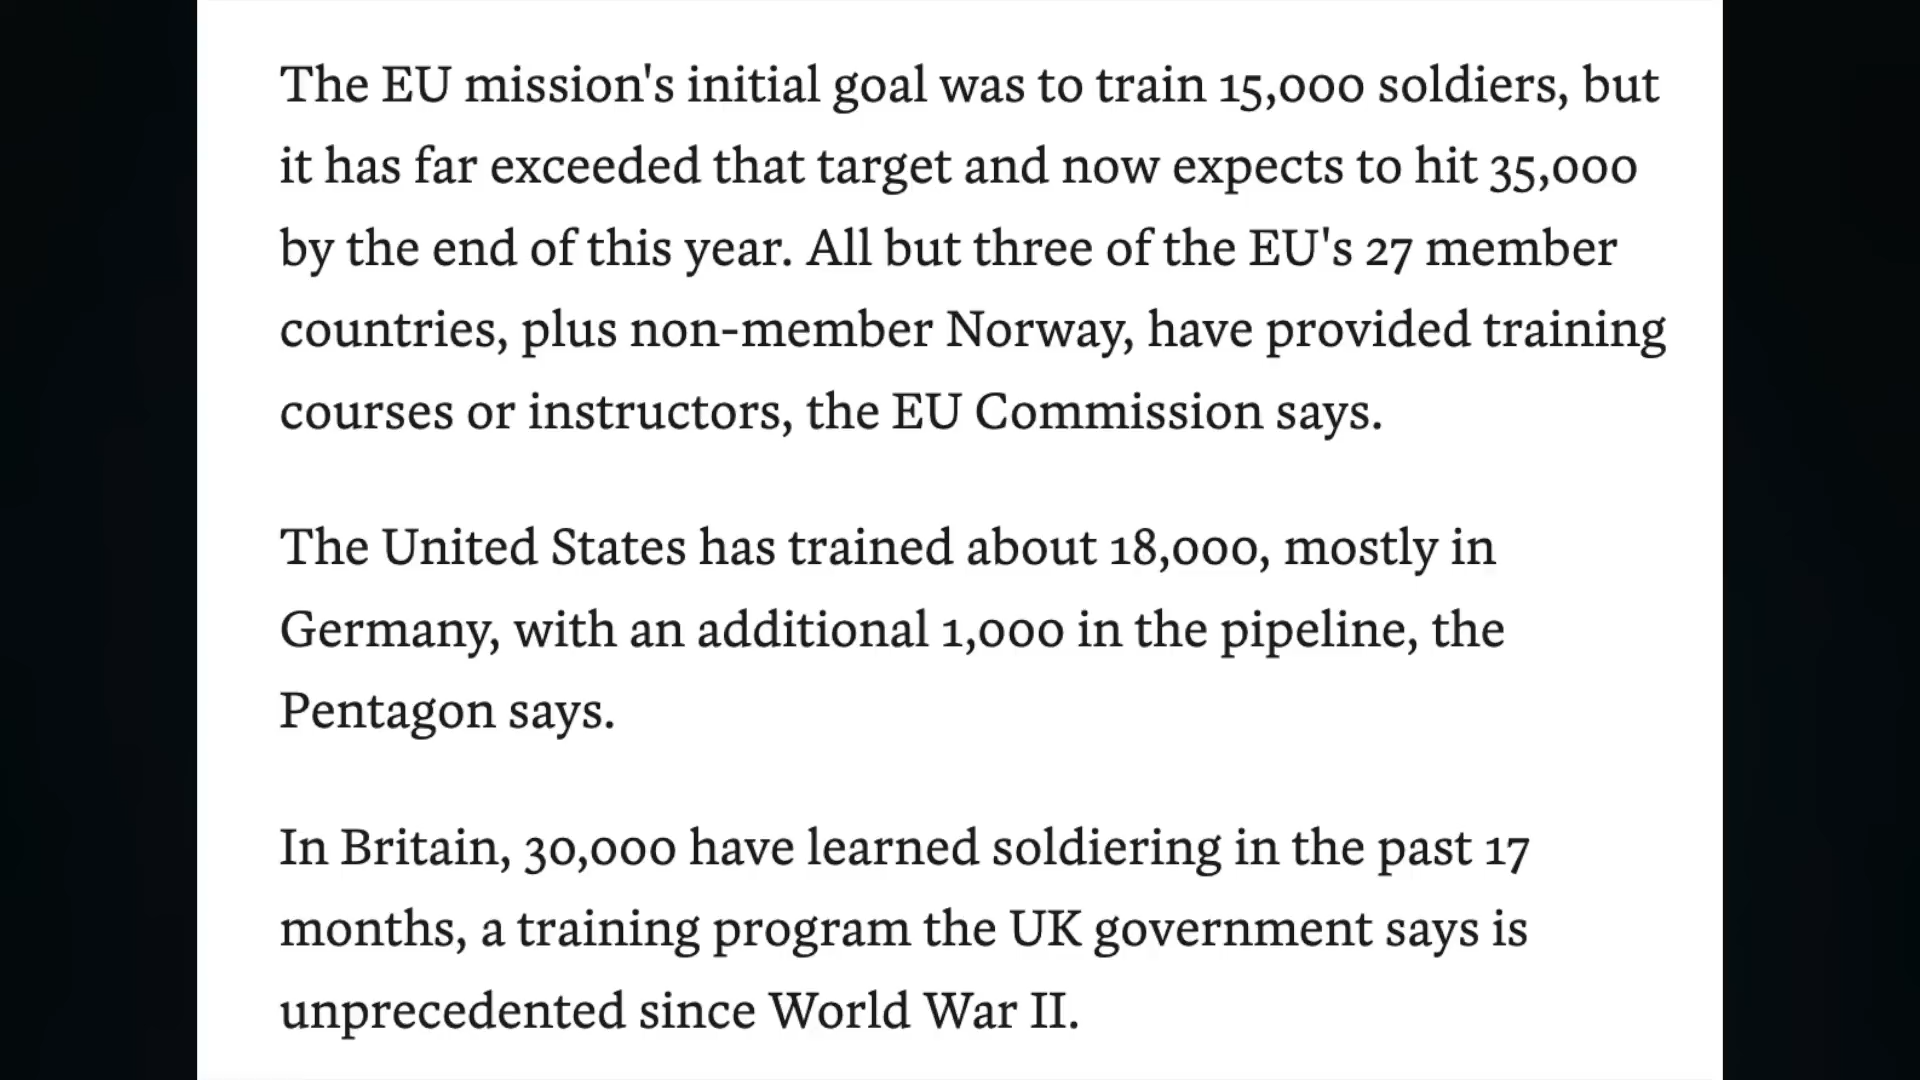 The EU mission's initial goal was to train 15,000 soldiers, but
it has far exceeded that target and now expects to hit 35,000
by the end of this year. All but three of the EU's 27 member
countries, plus non-member Norway, have provided training
courses or instructors, the EU Commission says.
The United States has trained about 18,000, mostly in
Germany, with an additional 1,000 in the pipeline, the
Pentagon says.
In Britain, 30,000 have learned soldiering in the past 17
months, a training program the UK government says is
unprecedented since World War II.